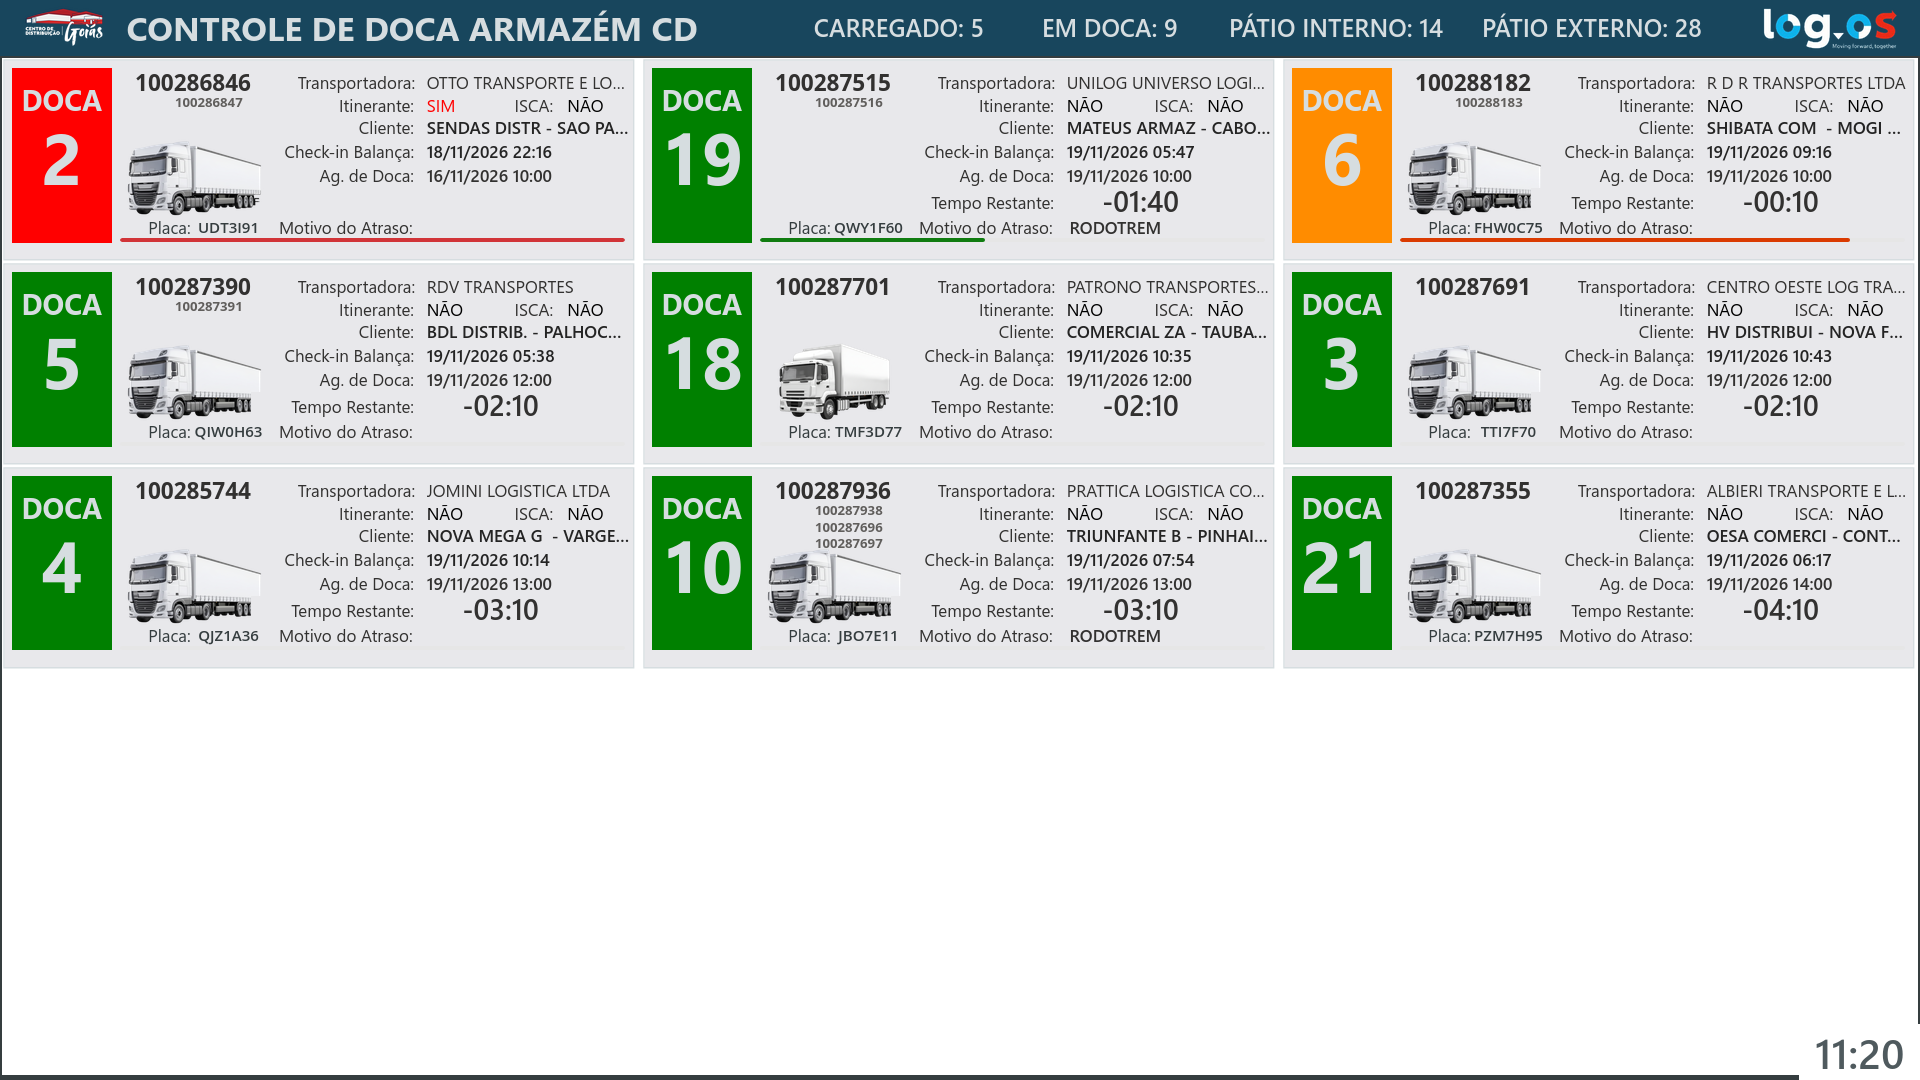 CENTRO DE DISTRIBUIÇÃO Goiás
CONTROLE DE DOCA ARMAZÉM CD
CARREGADO: 5
EM DOCA: 9
PÁTIO INTERNO: 14
PÁTIO EXTERNO: 28
log.os
Moving forward, together
DOCA
2
100286846
100286847
Transportadora: OTTO TRANSPORTE E LO...
Itinerante: SIM ISCA: NÃO
Cliente: SENDAS DISTR - SAO PA...
Check-in Balança: 18/11/2026 22:16
Ag. de Doca: 16/11/2026 10:00
Placa: UDT3I91 Motivo do Atraso:
DOCA
19
100287515
100287516
Transportadora: UNILOG UNIVERSO LOGI...
Itinerante: NÃO ISCA: NÃO
Cliente: MATEUS ARMAZ - CABO...
Check-in Balança: 19/11/2026 05:47
Ag. de Doca: 19/11/2026 10:00
Tempo Restante: -01:40
Placa: QWY1F60 Motivo do Atraso: RODOTREM
DOCA
6
100288182
100288183
Transportadora: R D R TRANSPORTES LTDA
Itinerante: NÃO ISCA: NÃO
Cliente: SHIBATA COM - MOGI ...
Check-in Balança: 19/11/2026 09:16
Ag. de Doca: 19/11/2026 10:00
Tempo Restante: -00:10
Placa: FHW0C75 Motivo do Atraso:
DOCA
5
100287390
100287391
Transportadora: RDV TRANSPORTES
Itinerante: NÃO ISCA: NÃO
Cliente: BDL DISTRIB. - PALHOC...
Check-in Balança: 19/11/2026 05:38
Ag. de Doca: 19/11/2026 12:00
Tempo Restante: -02:10
Placa: QIW0H63 Motivo do Atraso:
DOCA
18
100287701
Transportadora: PATRONO TRANSPORTES...
Itinerante: NÃO ISCA: NÃO
Cliente: COMERCIAL ZA - TAUBA...
Check-in Balança: 19/11/2026 10:35
Ag. de Doca: 19/11/2026 12:00
Tempo Restante: -02:10
Placa: TMF3D77 Motivo do Atraso:
DOCA
3
100287691
Transportadora: CENTRO OESTE LOG TRA...
Itinerante: NÃO ISCA: NÃO
Cliente: HV DISTRIBUI - NOVA F...
Check-in Balança: 19/11/2026 10:43
Ag. de Doca: 19/11/2026 12:00
Tempo Restante: -02:10
Placa: TTI7F70 Motivo do Atraso:
DOCA
4
100285744
Transportadora: JOMINI LOGISTICA LTDA
Itinerante: NÃO ISCA: NÃO
Cliente: NOVA MEGA G - VARGE...
Check-in Balança: 19/11/2026 10:14
Ag. de Doca: 19/11/2026 13:00
Tempo Restante: -03:10
Placa: QJZ1A36 Motivo do Atraso:
DOCA
10
100287936
100287938
100287696
100287697
Transportadora: PRATTICA LOGISTICA CO...
Itinerante: NÃO ISCA: NÃO
Cliente: TRIUNFANTE B - PINHAI...
Check-in Balança: 19/11/2026 07:54
Ag. de Doca: 19/11/2026 13:00
Tempo Restante: -03:10
Placa: JBO7E11 Motivo do Atraso: RODOTREM
DOCA
21
100287355
Transportadora: ALBIERI TRANSPORTE E L...
Itinerante: NÃO ISCA: NÃO
Cliente: OESA COMERCI - CONT...
Check-in Balança: 19/11/2026 06:17
Ag. de Doca: 19/11/2026 14:00
Tempo Restante: -04:10
Placa: PZM7H95 Motivo do Atraso:
11:20